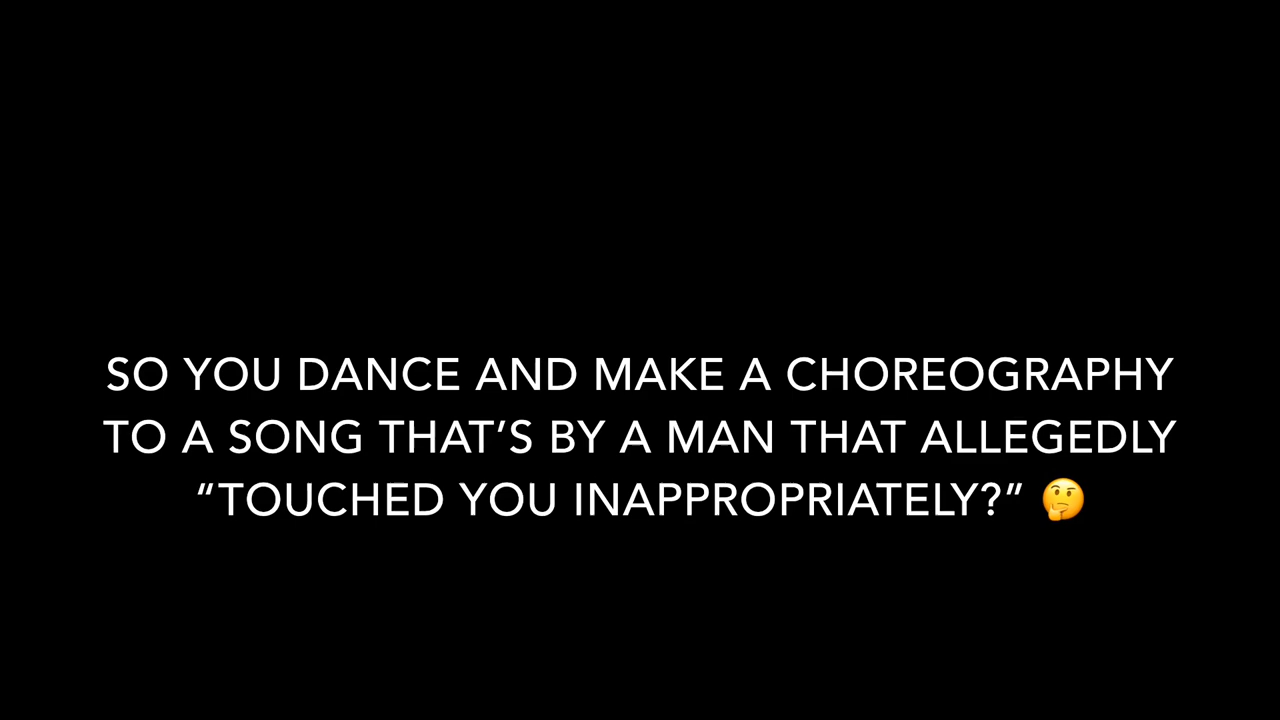 SO YOU DANCE AND MAKE A CHOREOGRAPHY
TO A SONG THAT’S BY A MAN THAT ALLEGEDLY
“TOUCHED YOU INAPPROPRIATELY?” 🤔